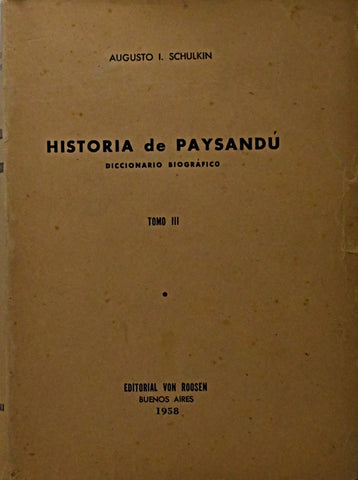 AUGUSTO I. SCHULKIN
HISTORIA de PAYSANDÚ
DICCIONARIO BIOGRÁFICO
TOMO III
EDITORIAL VON ROOSEN
BUENOS AIRES
1958